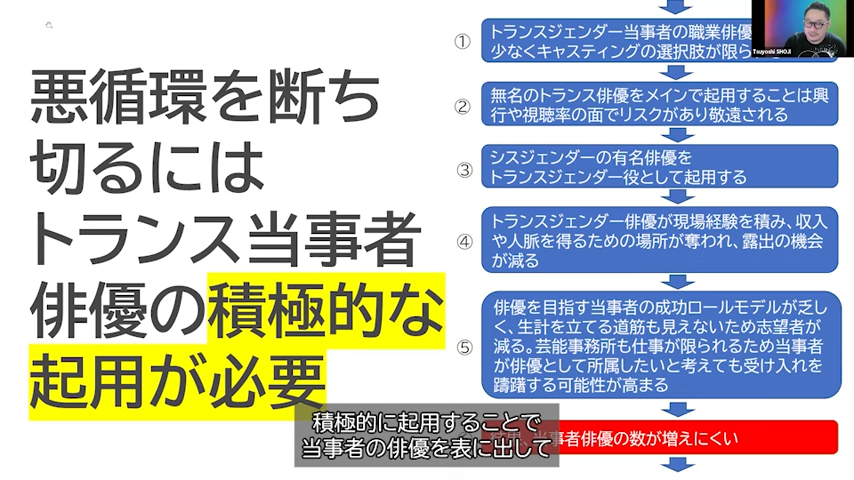 悪循環を断ち
切るには
トランス当事者
俳優の積極的な
起用が必要
①
トランスジェンダー当事者の職業俳優
少なくキャスティングの選択肢が限ら
②
無名のトランス俳優をメインで起用することは興
行や視聴率の面でリスクがあり敬遠される
③
シスジェンダーの有名俳優を
トランスジェンダー役として起用する
④
トランスジェンダー俳優が現場経験を積み、収入
や人脈を得るための場所が奪われ、露出の機会
が減る
⑤
俳優を目指す当事者の成功ロールモデルが乏し
く、生計を立てる道筋も見えないため志望者が
減る。芸能事務所も仕事が限られるため当事者
が俳優として所属したいと考えても受け入れを
躊躇する可能性が高まる
当事者俳優の数が増えにくい
Tsuyoshi SHOJI
積極的に起用することで
当事者の俳優を表に出して